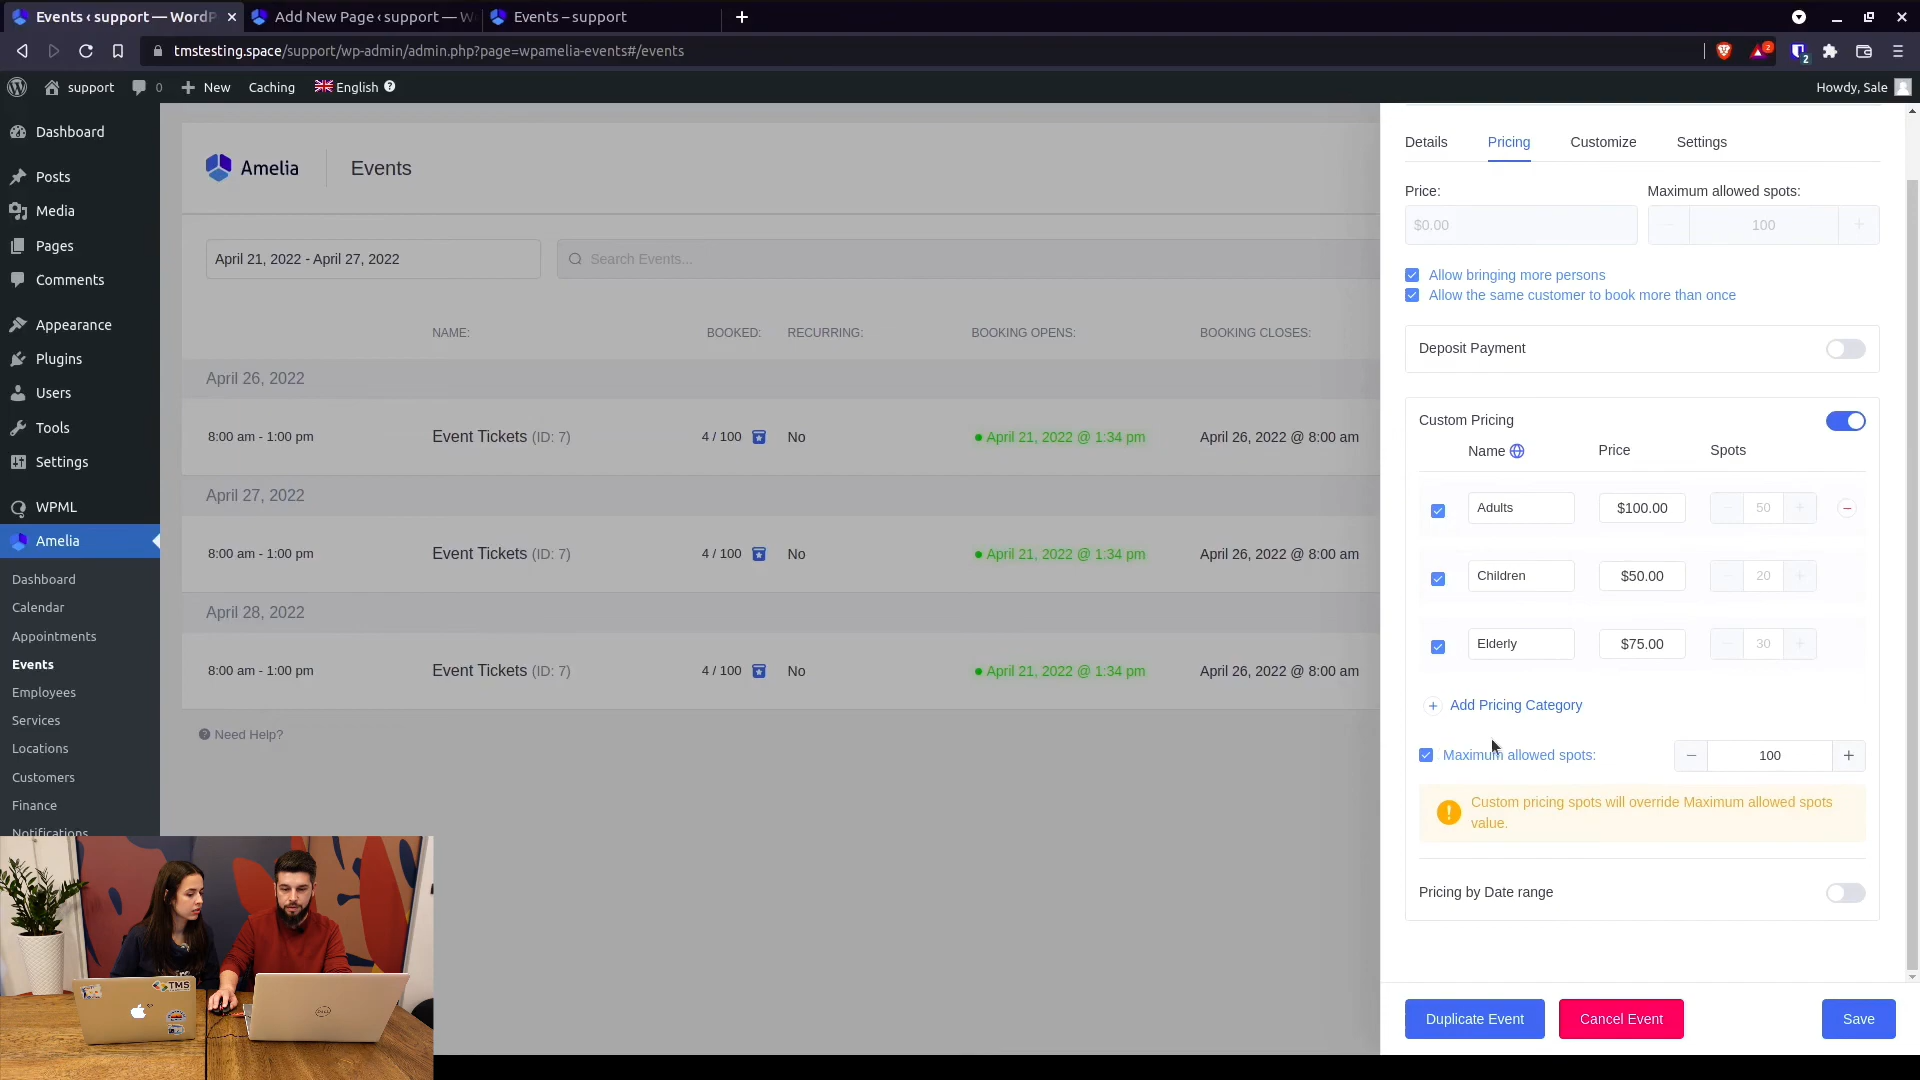 Events ‹ support — WordP
Add New Page ‹ support — W
Events – support
tmstesting.space/support/wp-admin/admin.php?page=wpamelia-events#/events
2
2
support
0
New
Caching
English
Howdy, Sale
Dashboard
Posts
Media
Pages
Comments
Appearance
Plugins
Users
Tools
Settings
WPML
Amelia
Dashboard
Calendar
Appointments
Events
Employees
Services
Locations
Customers
Finance
Notifications
Amelia
Events
April 21, 2022 - April 27, 2022
Search Events...
NAME: BOOKED: RECURRING: BOOKING OPENS: BOOKING CLOSES:
April 26, 2022
8:00 am - 1:00 pm Event Tickets (ID: 7) 4 / 100 No April 21, 2022 @ 1:34 pm April 26, 2022 @ 8:00 am
April 27, 2022
8:00 am - 1:00 pm Event Tickets (ID: 7) 4 / 100 No April 21, 2022 @ 1:34 pm April 26, 2022 @ 8:00 am
April 28, 2022
8:00 am - 1:00 pm Event Tickets (ID: 7) 4 / 100 No April 21, 2022 @ 1:34 pm April 26, 2022 @ 8:00 am
Need Help?
Details Pricing Customize Settings
Price: Maximum allowed spots:
$0.00 100
Allow bringing more persons
Allow the same customer to book more than once
Deposit Payment
Custom Pricing
Name Price Spots
Adults $100.00 50
Children $50.00 20
Elderly $75.00 30
Add Pricing Category
Maximum allowed spots: 100
Custom pricing spots will override Maximum allowed spots
value.
Pricing by Date range
Duplicate Event Cancel Event Save
TMS
DELL